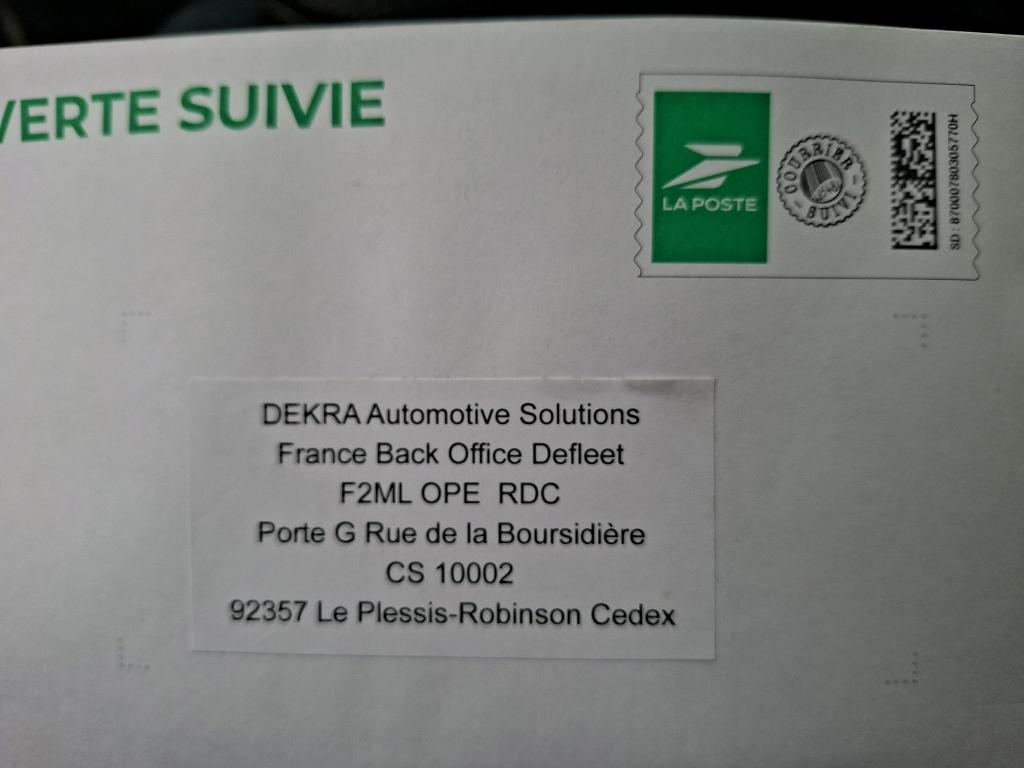 VERTE SUIVIE
LA POSTE
COURRIER
SUIVI
SD : 87000780305770H
DEKRA Automotive Solutions
France Back Office Defleet
F2ML OPE RDC
Porte G Rue de la Boursidière
CS 10002
92357 Le Plessis-Robinson Cedex